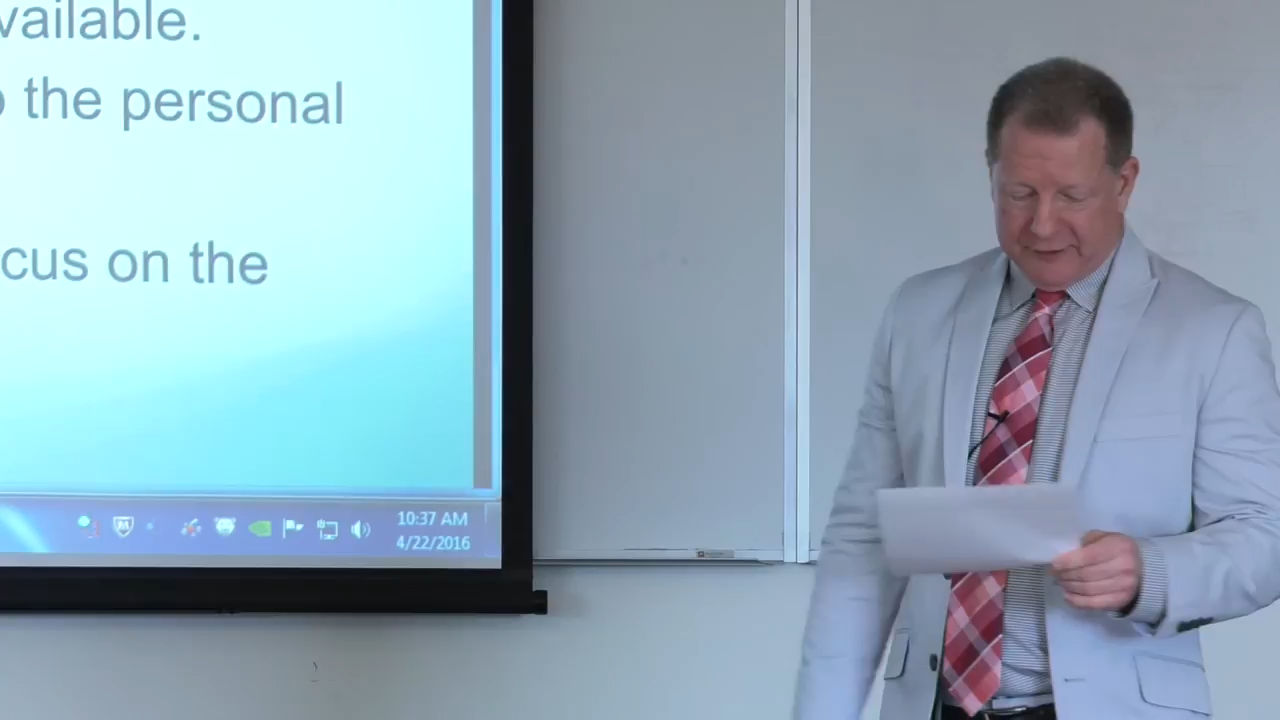 vailable.
the personal
cus on the
10:37 AM
4/22/2016